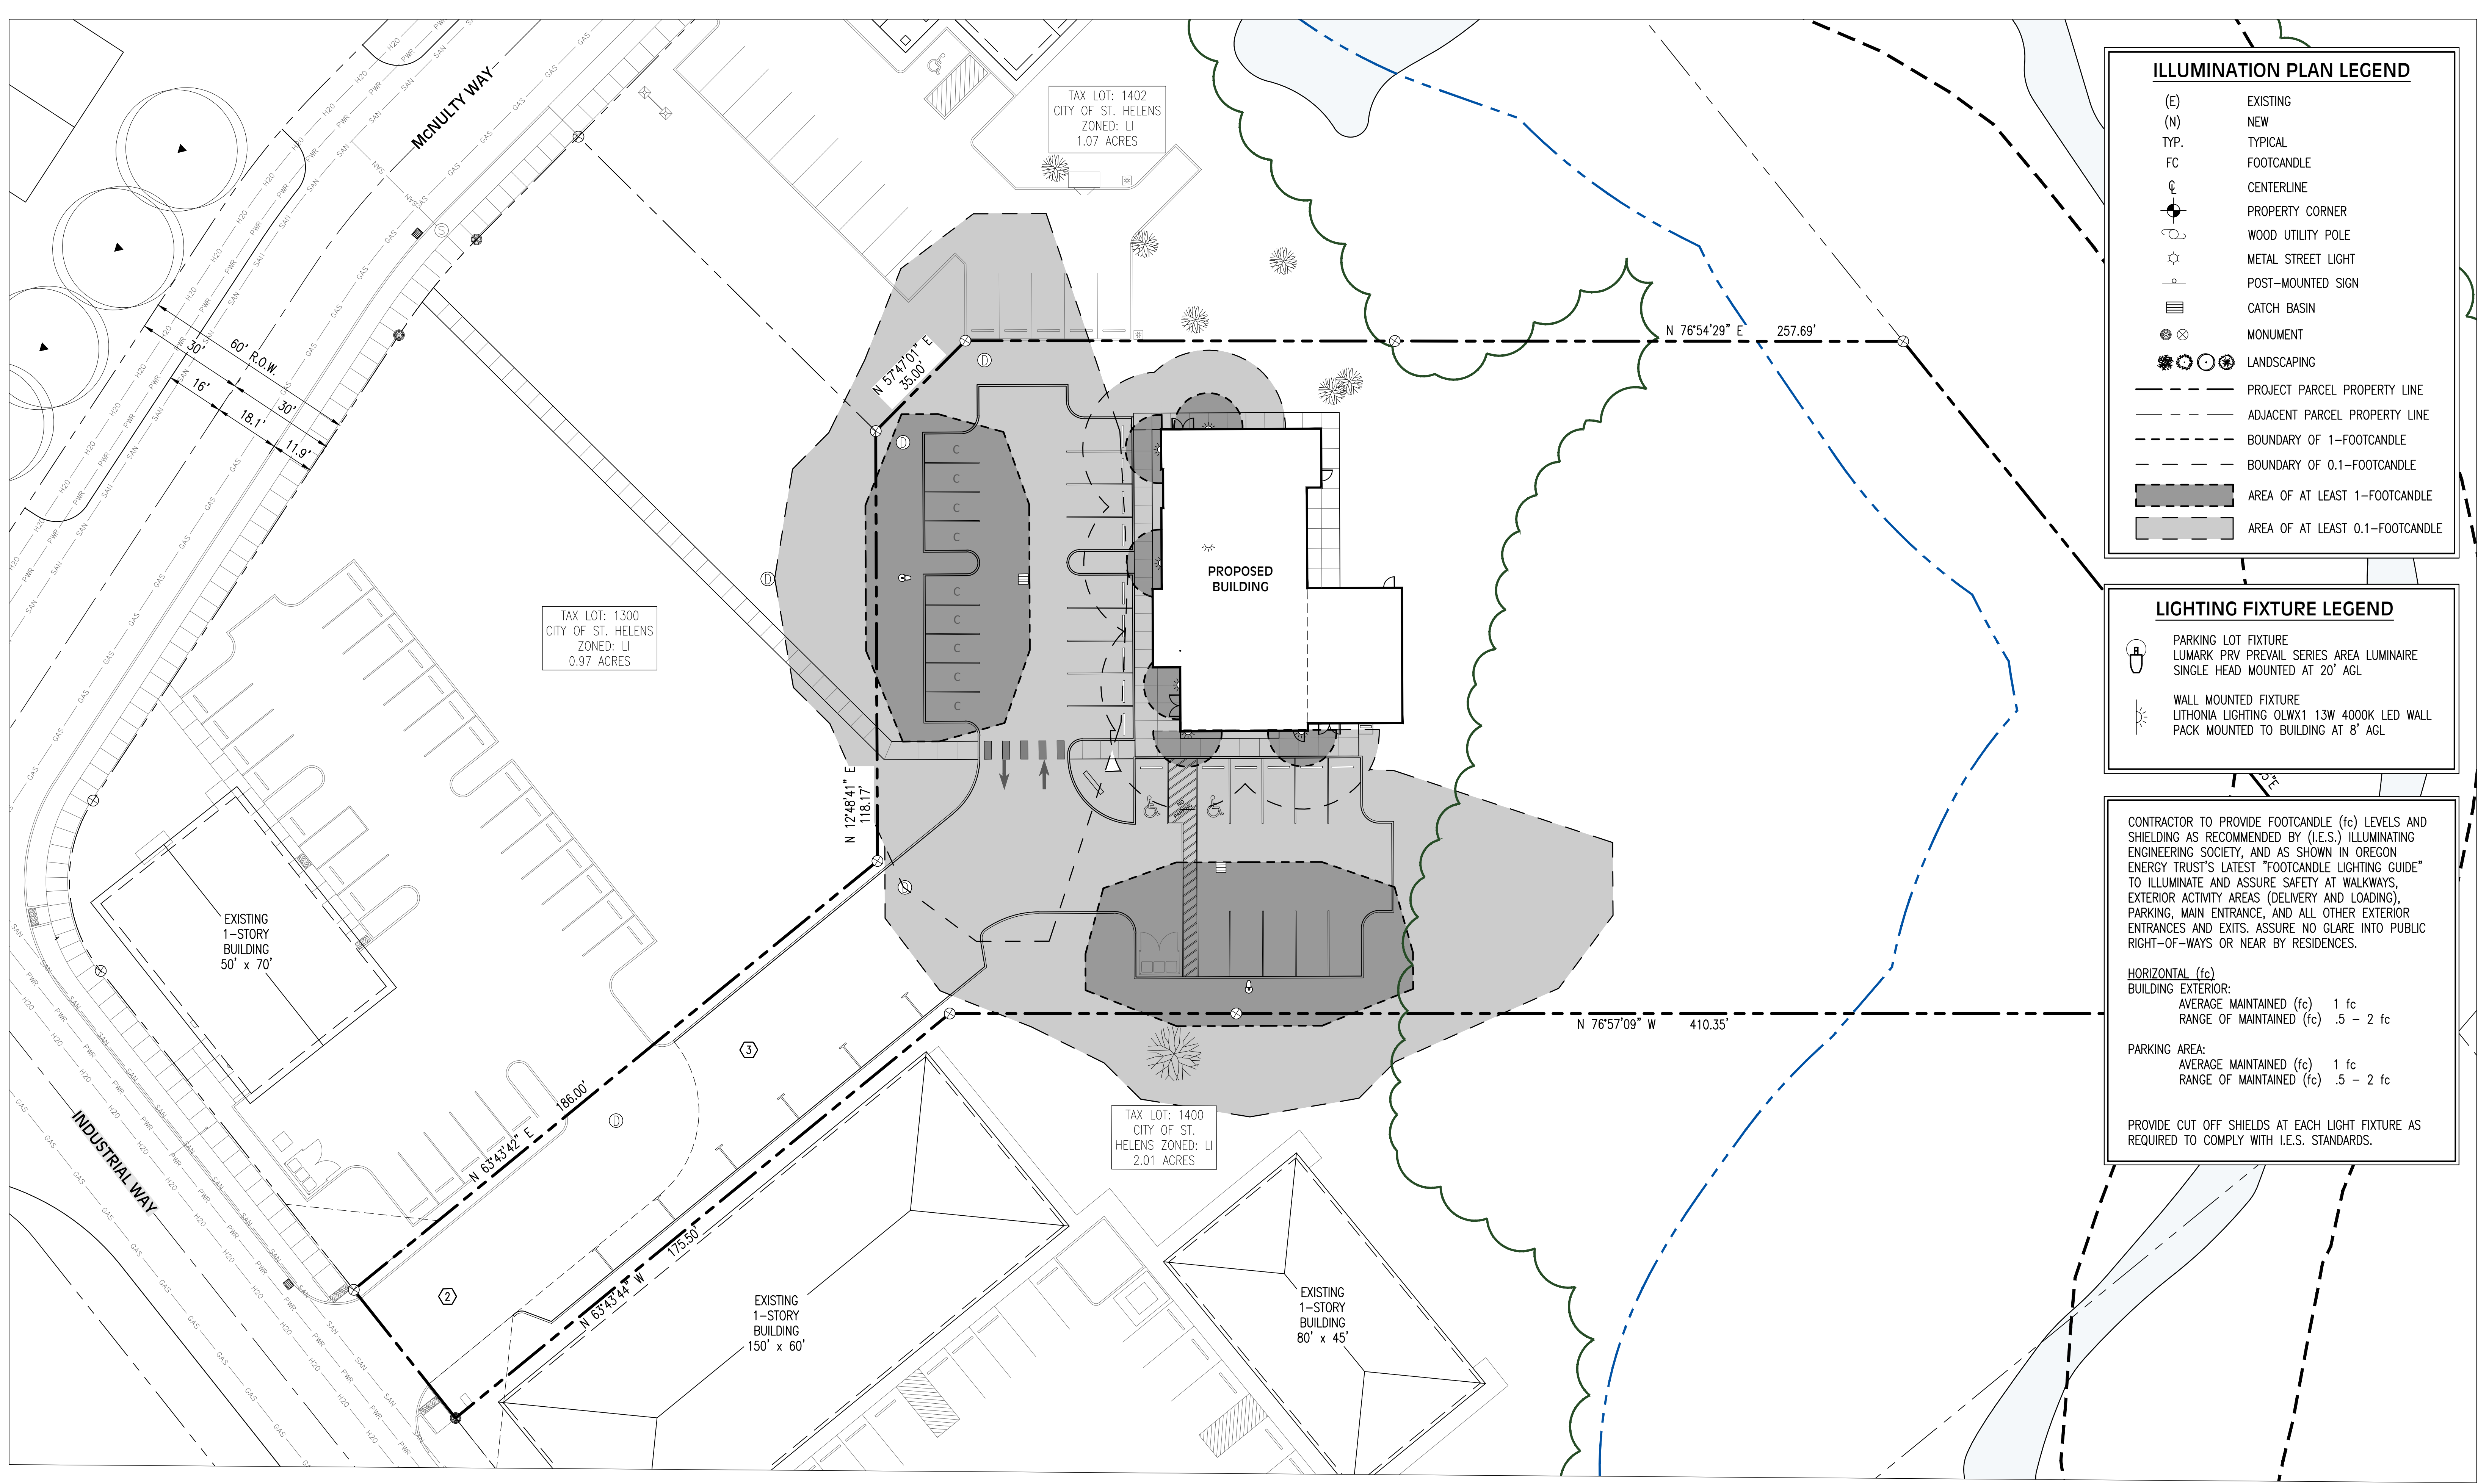 McNULTY WAY
TAX LOT: 1402
CITY OF ST. HELENS
ZONED: LI
1.07 ACRES
60' R.O.W.
30'
30'
16'
18.1'
11.9'
N 57°47'01" E
35.00'
N 76°54'29" E 257.69'
D
D
D
C
C
C
C
C
C
C
C
C
PROPOSED
BUILDING
TAX LOT: 1300
CITY OF ST. HELENS
ZONED: LI
0.97 ACRES
N 12°48'41" E
118.17'
NO
PARKING
D
EXISTING
1-STORY
BUILDING
50' x 70'
N 76°57'09" W 410.35'
3
D
N 63°43'42" E 186.00'
TAX LOT: 1400
CITY OF ST.
HELENS ZONED: LI
2.01 ACRES
INDUSTRIAL WAY
2
N 63°43'44" W 175.50'
EXISTING
1-STORY
BUILDING
150' x 60'
EXISTING
1-STORY
BUILDING
80' x 45'
S
GAS
H20
PWR
SAN
ILLUMINATION PLAN LEGEND
(E) EXISTING
(N) NEW
TYP. TYPICAL
FC FOOTCANDLE
CENTERLINE
PROPERTY CORNER
WOOD UTILITY POLE
METAL STREET LIGHT
POST-MOUNTED SIGN
CATCH BASIN
MONUMENT
LANDSCAPING
PROJECT PARCEL PROPERTY LINE
ADJACENT PARCEL PROPERTY LINE
BOUNDARY OF 1-FOOTCANDLE
BOUNDARY OF 0.1-FOOTCANDLE
AREA OF AT LEAST 1-FOOTCANDLE
AREA OF AT LEAST 0.1-FOOTCANDLE
LIGHTING FIXTURE LEGEND
PARKING LOT FIXTURE
LUMARK PRV PREVAIL SERIES AREA LUMINAIRE
SINGLE HEAD MOUNTED AT 20' AGL
WALL MOUNTED FIXTURE
LITHONIA LIGHTING OLWX1 13W 4000K LED WALL
PACK MOUNTED TO BUILDING AT 8' AGL
CONTRACTOR TO PROVIDE FOOTCANDLE (fc) LEVELS AND
SHIELDING AS RECOMMENDED BY (I.E.S.) ILLUMINATING
ENGINEERING SOCIETY, AND AS SHOWN IN OREGON
ENERGY TRUST'S LATEST "FOOTCANDLE LIGHTING GUIDE"
TO ILLUMINATE AND ASSURE SAFETY AT WALKWAYS,
EXTERIOR ACTIVITY AREAS (DELIVERY AND LOADING),
PARKING, MAIN ENTRANCE, AND ALL OTHER EXTERIOR
ENTRANCES AND EXITS. ASSURE NO GLARE INTO PUBLIC
RIGHT-OF-WAYS OR NEAR BY RESIDENCES.
HORIZONTAL (fc)
BUILDING EXTERIOR:
AVERAGE MAINTAINED (fc) 1 fc
RANGE OF MAINTAINED (fc) .5 - 2 fc
PARKING AREA:
AVERAGE MAINTAINED (fc) 1 fc
RANGE OF MAINTAINED (fc) .5 - 2 fc
PROVIDE CUT OFF SHIELDS AT EACH LIGHT FIXTURE AS
REQUIRED TO COMPLY WITH I.E.S. STANDARDS.